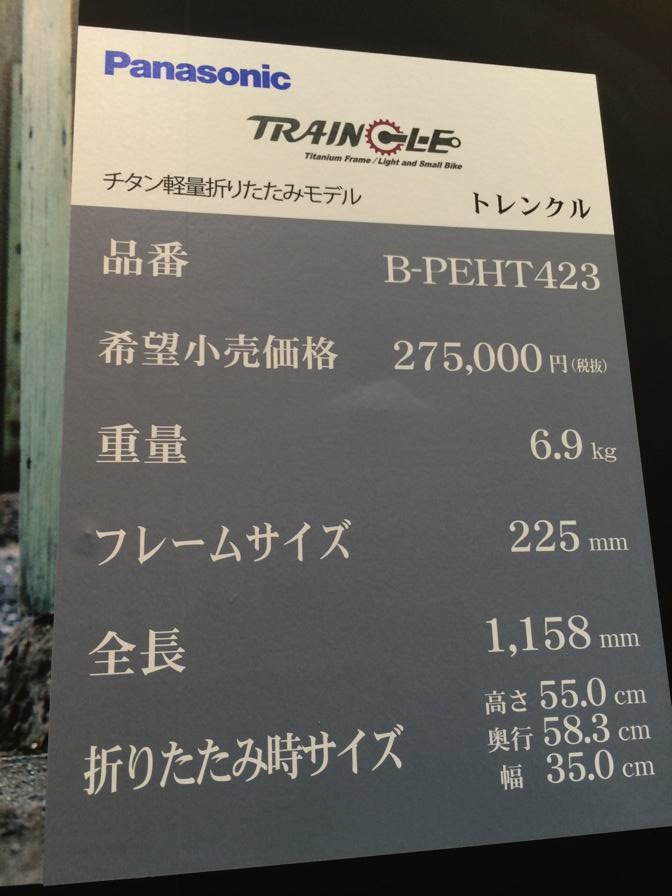 Panasonic
TRAINCLE
Titanium Frame / Light and Small Bike
チタン軽量折りたたみモデル トレンクル
品番 B-PEHT423
希望小売価格 275,000 円(税抜)
重量 6.9 kg
フレームサイズ 225 mm
全長 1,158 mm
折りたたみ時サイズ 高さ 55.0 cm
奥行 58.3 cm
幅 35.0 cm